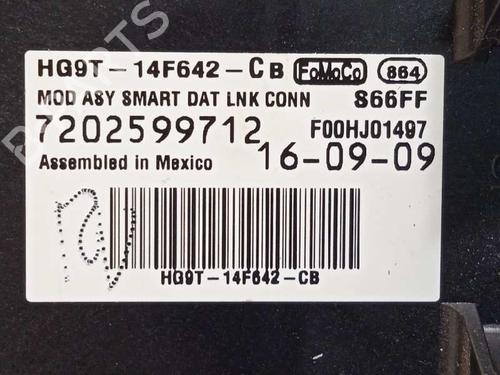 HG9T-14F642-CB FoMoCo 864
MOD ASY SMART DAT LNK CONN S66FF
7202599712 F00HJ01497
Assembled in Mexico 16-09-09
HG9T-14F642-CB